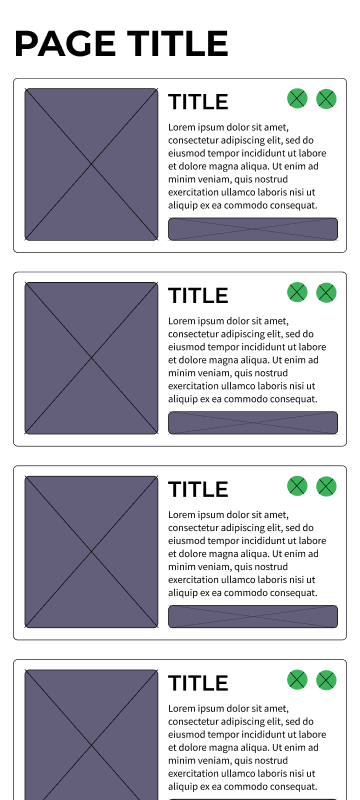 PAGE TITLE
TITLE
Lorem ipsum dolor sit amet,
consectetur adipiscing elit, sed do
eiusmod tempor incididunt ut labore
et dolore magna aliqua. Ut enim ad
minim veniam, quis nostrud
exercitation ullamco laboris nisi ut
aliquip ex ea commodo consequat.
TITLE
Lorem ipsum dolor sit amet,
consectetur adipiscing elit, sed do
eiusmod tempor incididunt ut labore
et dolore magna aliqua. Ut enim ad
minim veniam, quis nostrud
exercitation ullamco laboris nisi ut
aliquip ex ea commodo consequat.
TITLE
Lorem ipsum dolor sit amet,
consectetur adipiscing elit, sed do
eiusmod tempor incididunt ut labore
et dolore magna aliqua. Ut enim ad
minim veniam, quis nostrud
exercitation ullamco laboris nisi ut
aliquip ex ea commodo consequat.
TITLE
Lorem ipsum dolor sit amet,
consectetur adipiscing elit, sed do
eiusmod tempor incididunt ut labore
et dolore magna aliqua. Ut enim ad
minim veniam, quis nostrud
exercitation ullamco laboris nisi ut
aliquip ex ea commodo consequat.